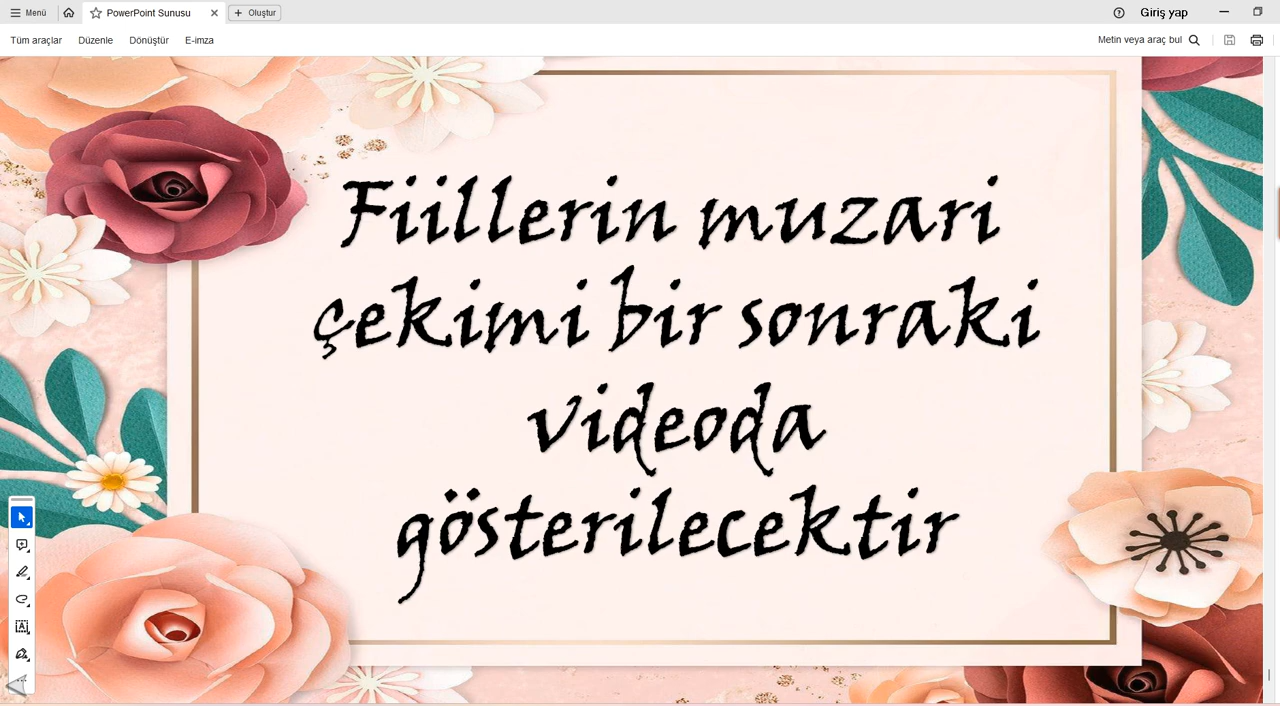 Menü
PowerPoint Sunusu
Oluştur
Giriş yap
Tüm araçlar
Düzenle
Dönüştür
E-imza
Metin veya araç bul
Fiillerin muzari
çekimi bir sonraki
videoda
gösterilecektir